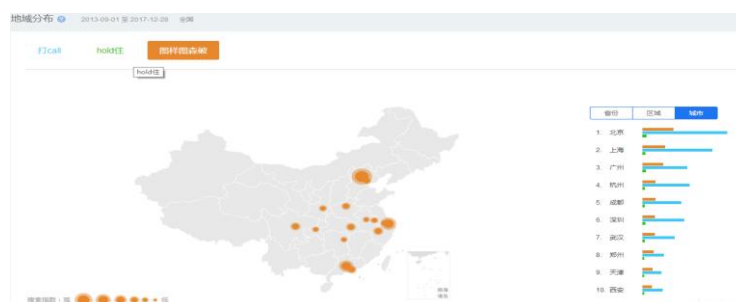 地域分布
2013-09-01 至 2017-12-28 全国
打call hold住 图样图森破
hold住
省份 区域 城市
1. 北京
2. 上海
3. 广州
4. 杭州
5. 成都
6. 深圳
7. 武汉
8. 郑州
9. 天津
10. 西安
搜索指数：高 低